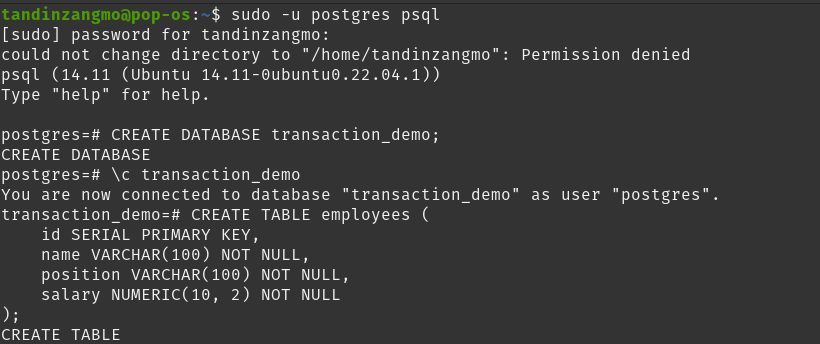 tandinzangmo@pop-os:~$ sudo -u postgres psql
[sudo] password for tandinzangmo:
could not change directory to "/home/tandinzangmo": Permission denied
psql (14.11 (Ubuntu 14.11-0ubuntu0.22.04.1))
Type "help" for help.

postgres=# CREATE DATABASE transaction_demo;
CREATE DATABASE
postgres=# \c transaction_demo
You are now connected to database "transaction_demo" as user "postgres".
transaction_demo=# CREATE TABLE employees (
    id SERIAL PRIMARY KEY,
    name VARCHAR(100) NOT NULL,
    position VARCHAR(100) NOT NULL,
    salary NUMERIC(10, 2) NOT NULL
);
CREATE TABLE